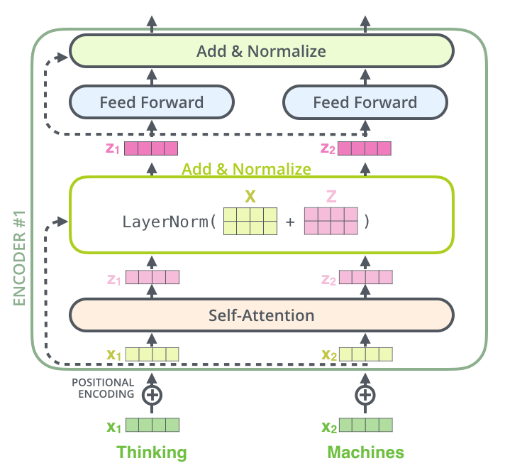 Add & Normalize
Feed Forward
Feed Forward
z1
z2
Add & Normalize
X
Z
LayerNorm( + )
z1
z2
Self-Attention
x1
x2
ENCODER #1
POSITIONAL
ENCODING
x1
x2
Thinking
Machines